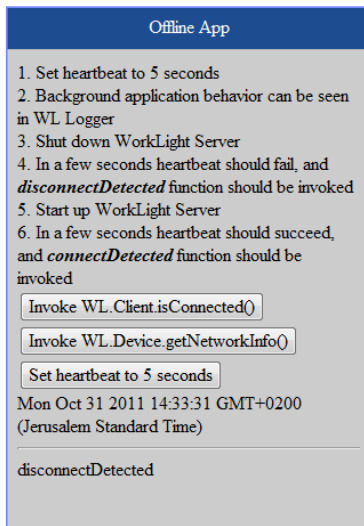 Offline App
1. Set heartbeat to 5 seconds
2. Background application behavior can be seen
in WL Logger
3. Shut down WorkLight Server
4. In a few seconds heartbeat should fail, and
disconnectDetected function should be invoked
5. Start up WorkLight Server
6. In a few seconds heartbeat should succeed,
and connectDetected function should be
invoked
Invoke WL.Client.isConnected()
Invoke WL.Device.getNetworkInfo()
Set heartbeat to 5 seconds
Mon Oct 31 2011 14:33:31 GMT+0200
(Jerusalem Standard Time)
disconnectDetected